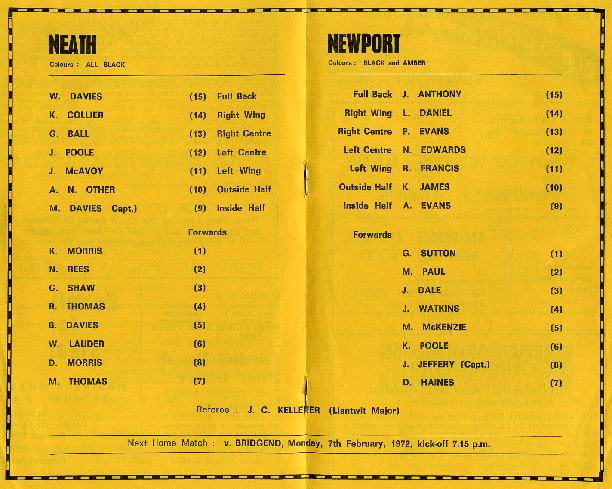 NEATH
Colours : ALL BLACK
W. DAVIES (15) Full Back
K. COLLIER (14) Right Wing
G. BALL (13) Right Centre
J. POOLE (12) Left Centre
J. McAVOY (11) Left Wing
A. N. OTHER (10) Outside Half
M. DAVIES Capt.) (9) Inside Half
Forwards
K. MORRIS (1)
N. REES (2)
G. SHAW (3)
B. THOMAS (4)
B. DAVIES (5)
W. LAUDER (6)
D. MORRIS (8)
M. THOMAS (7)
NEWPORT
Colours : BLACK and AMBER
Full Back J. ANTHONY (15)
Right Wing L. DANIEL (14)
Right Centre P. EVANS (13)
Left Centre N. EDWARDS (12)
Left Wing R. FRANCIS (11)
Outside Half K. JAMES (10)
Inside Half A. EVANS (9)
Forwards
G. SUTTON (1)
M. PAUL (2)
J. DALE (3)
J. WATKINS (4)
M. McKENZIE (5)
K. POOLE (6)
J. JEFFERY (Capt.) (8)
D. HAINES (7)
Referee : J. C. KELLEHER (Llantwit Major)
Next Home Match : v. BRIDGEND, Monday, 7th February, 1972, kick-off 7.15 p.m.